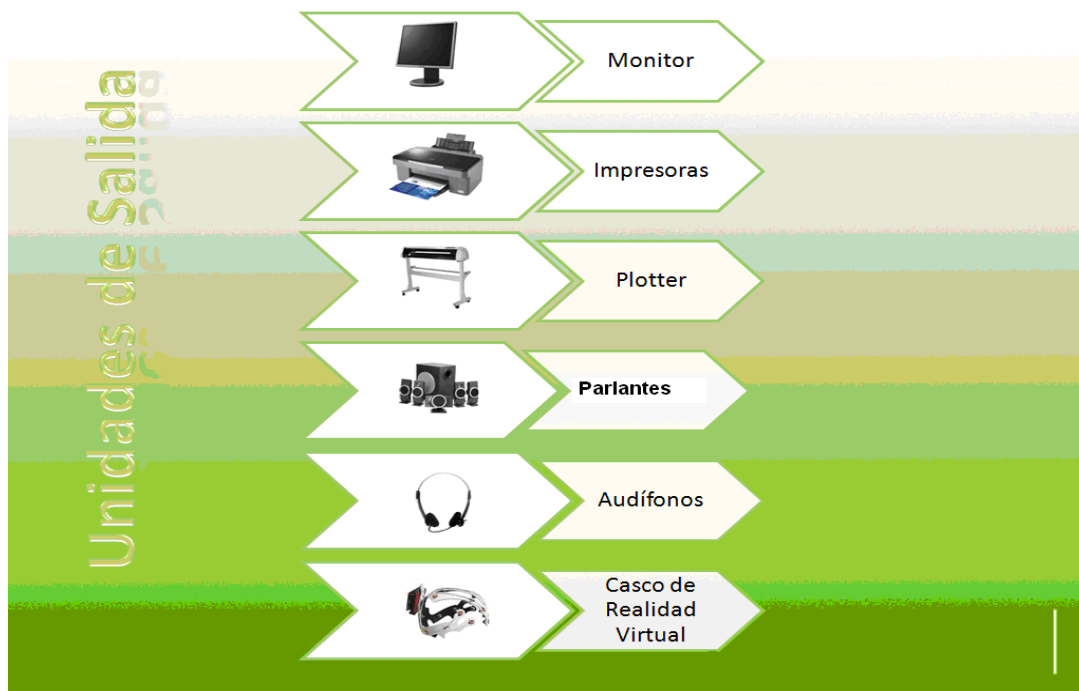 Unidades de Salida
Monitor
Impresoras
Plotter
Parlantes
Audífonos
Casco de
Realidad
Virtual